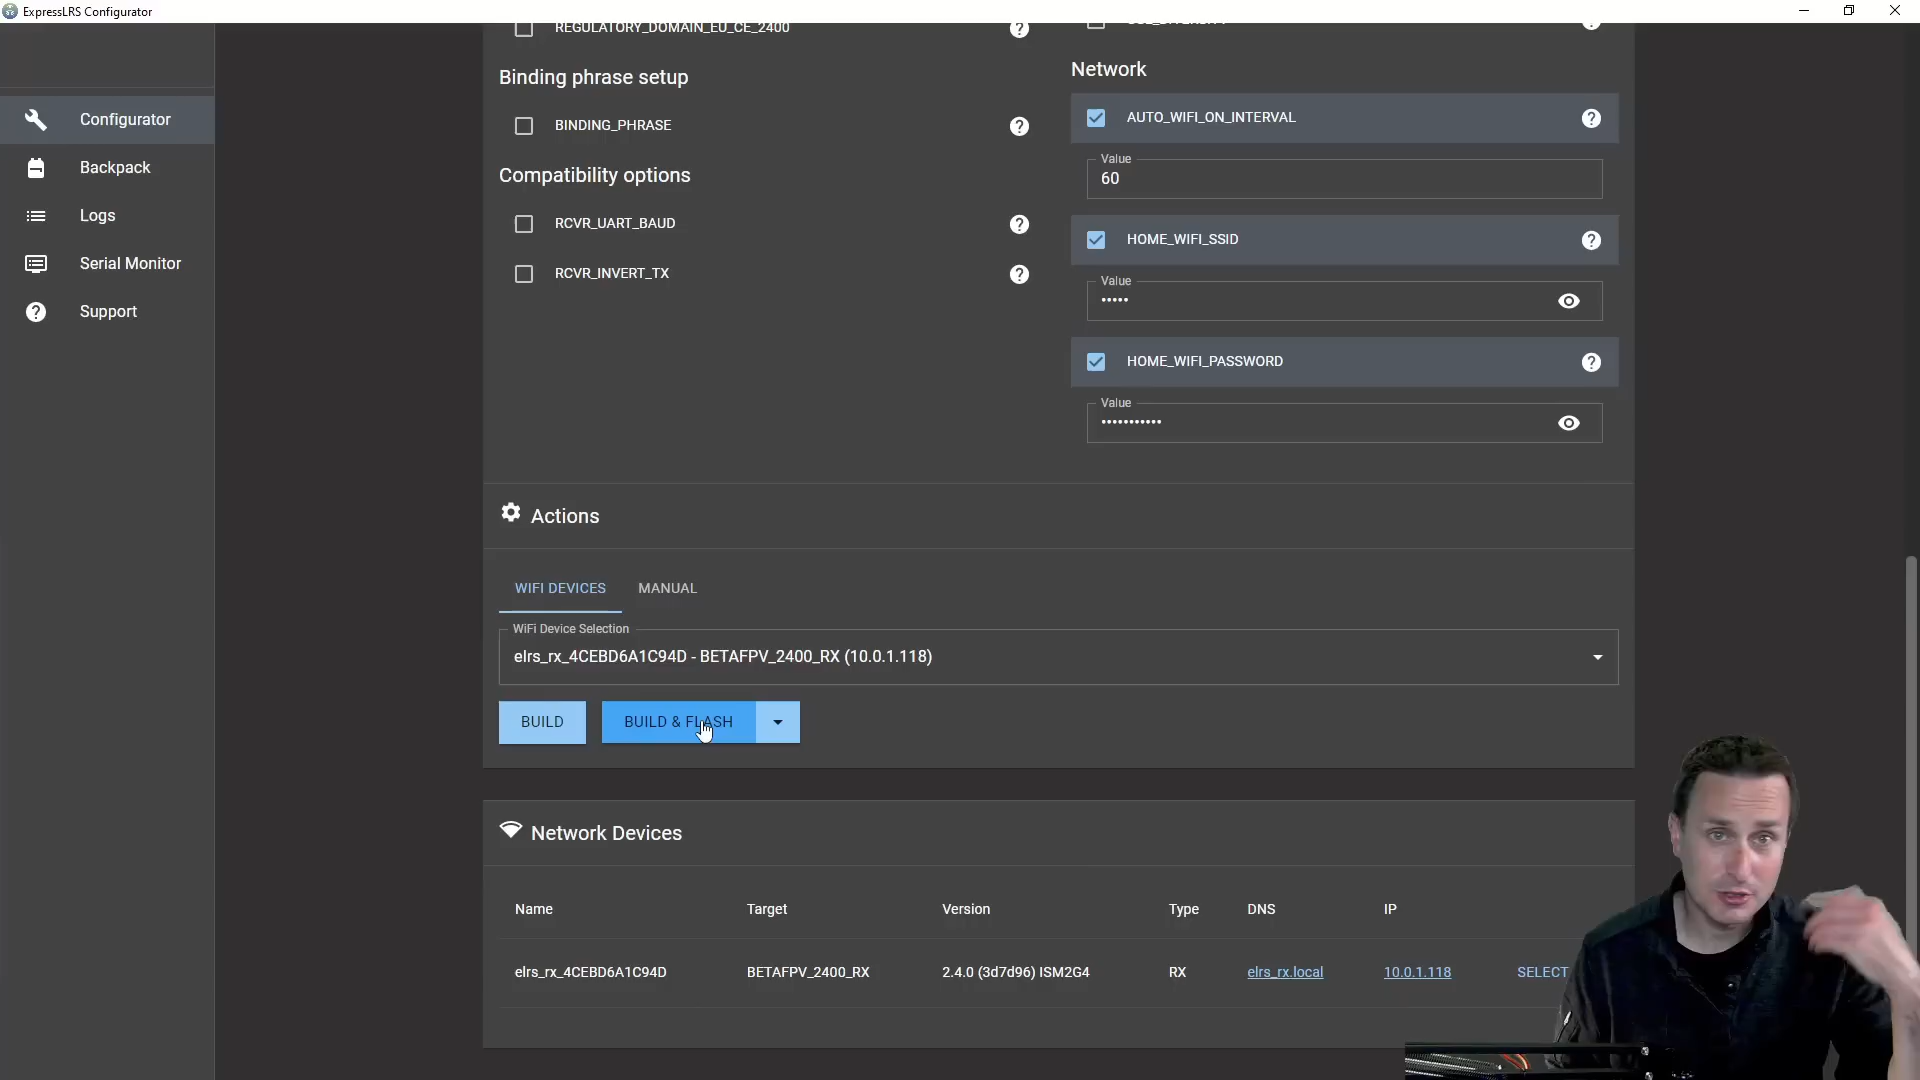 ExpressLRS Configurator
REGULATORY_DOMAIN_EU_CE_2400
Configurator
Backpack
Logs
Serial Monitor
Support
Binding phrase setup
BINDING_PHRASE
Compatibility options
RCVR_UART_BAUD
RCVR_INVERT_TX
Network
AUTO_WIFI_ON_INTERVAL
Value
60
HOME_WIFI_SSID
Value
HOME_WIFI_PASSWORD
Value
Actions
WIFI DEVICES MANUAL
WiFi Device Selection
elrs_rx_4CEBD6A1C94D - BETAFPV_2400_RX (10.0.1.118)
BUILD BUILD & FLASH
Network Devices
Name Target Version Type DNS IP
elrs_rx_4CEBD6A1C94D BETAFPV_2400_RX 2.4.0 (3d7d96) ISM2G4 RX elrs_rx.local 10.0.1.118 SELECT